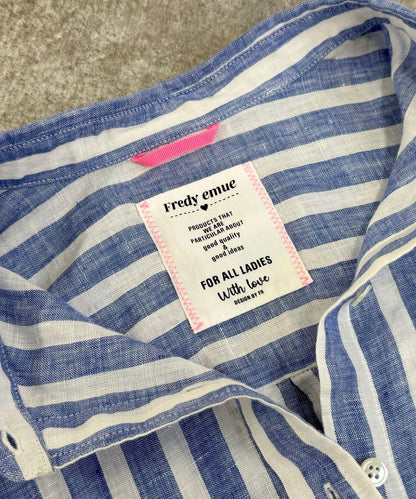 Fredy emue
PRODUCTS THAT
WE ARE
PARTICULAR ABOUT
good quality
&
good ideas
FOR ALL LADIES
With love
DESIGN BY FR